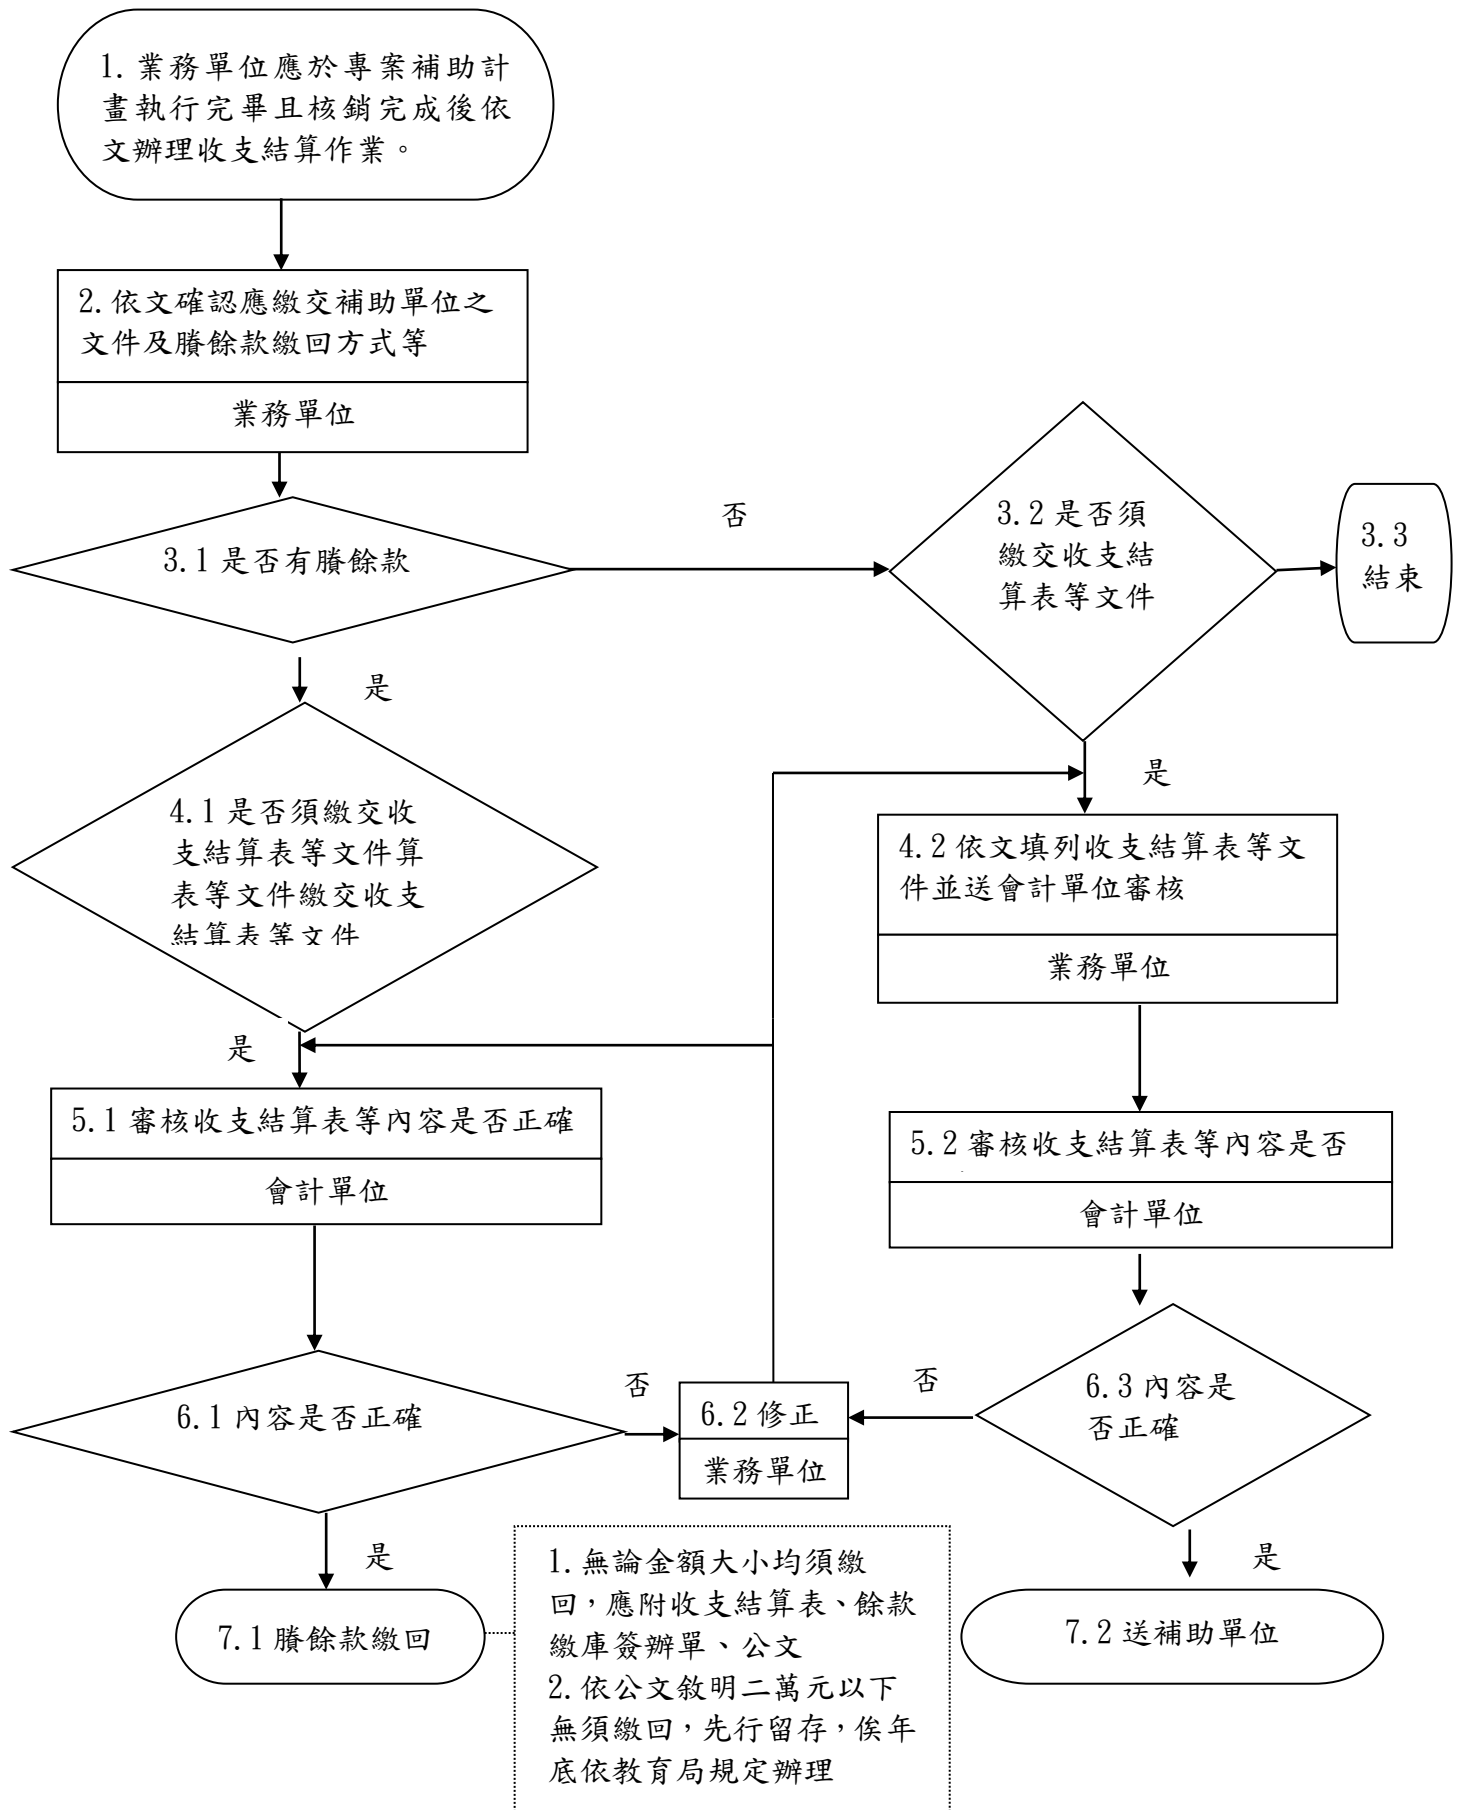 1.業務單位應於專案補助計
畫執行完畢且核銷完成後依
文辦理收支結算作業。
2.依文確認應繳交補助單位之
文件及賸餘款繳回方式等
業務單位
3.1是否有賸餘款
否
3.2是否須
繳交收支結
算表等文件
3.3
結束
是
4.1是否須繳交收
支結算表等文件算
表等文件繳交收支
結算表等文件
是
4.2依文填列收支結算表等文
件並送會計單位審核
業務單位
是
5.1審核收支結算表等內容是否正確
會計單位
5.2審核收支結算表等內容是否
會計單位
6.1內容是否正確
否
6.2修正
業務單位
否
6.3內容是
否正確
是
7.1賸餘款繳回
1.無論金額大小均須繳
回，應附收支結算表、餘款
繳庫簽辦單、公文
2.依公文敘明二萬元以下
無須繳回，先行留存，俟年
底依教育局規定辦理
是
7.2送補助單位